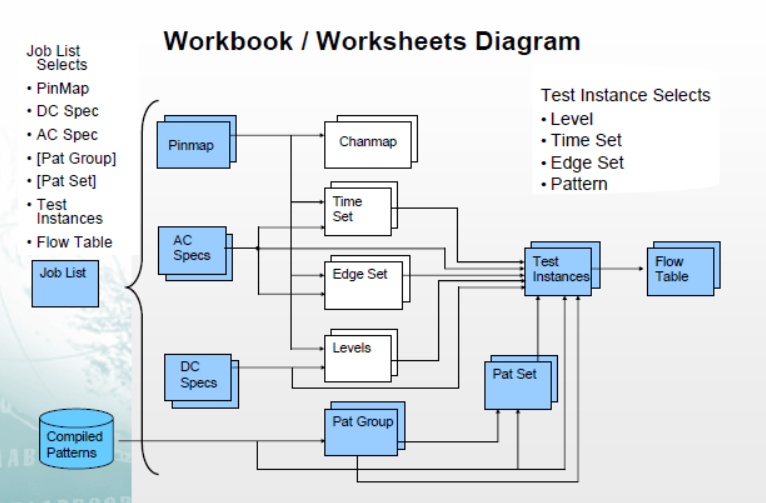 Workbook / Worksheets Diagram
Job List
Selects
• PinMap
• DC Spec
• AC Spec
• [Pat Group]
• [Pat Set]
• Test
Instances
• Flow Table
Job List
Compiled
Patterns
Pinmap
AC
Specs
DC
Specs
Chanmap
Time
Set
Edge Set
Levels
Pat Group
Pat Set
Test
Instances
Flow
Table
Test Instance Selects
• Level
• Time Set
• Edge Set
• Pattern